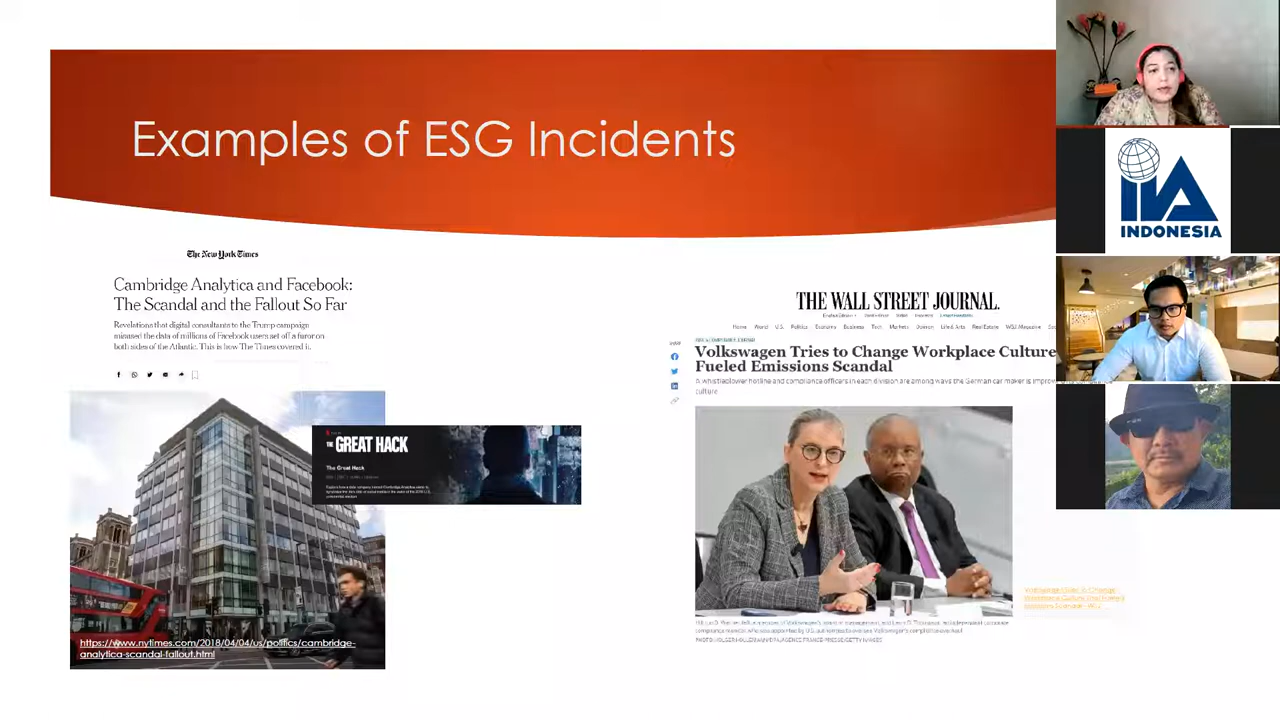 Examples of ESG Incidents
The New York Times
Cambridge Analytica and Facebook:
The Scandal and the Fallout So Far
Revelations that digital consultants to the Trump campaign
misused the data of millions of Facebook users set off a furor on
both sides of the Atlantic. This is how The Times covered it.
THE GREAT HACK
The Great Hack
https://www.nytimes.com/2018/04/04/us/politics/cambridge-
analytica-scandal-fallout.html
THE WALL STREET JOURNAL.
Home World U.S. Politics Economy Business Tech Markets Opinion Life&Arts Real Estate WSJ. Magazine
Volkswagen Tries to Change Workplace Culture
Fueled Emissions Scandal
A whistleblower hotline and compliance officers in each division are among ways the German car maker is
culture
IIA
INDONESIA